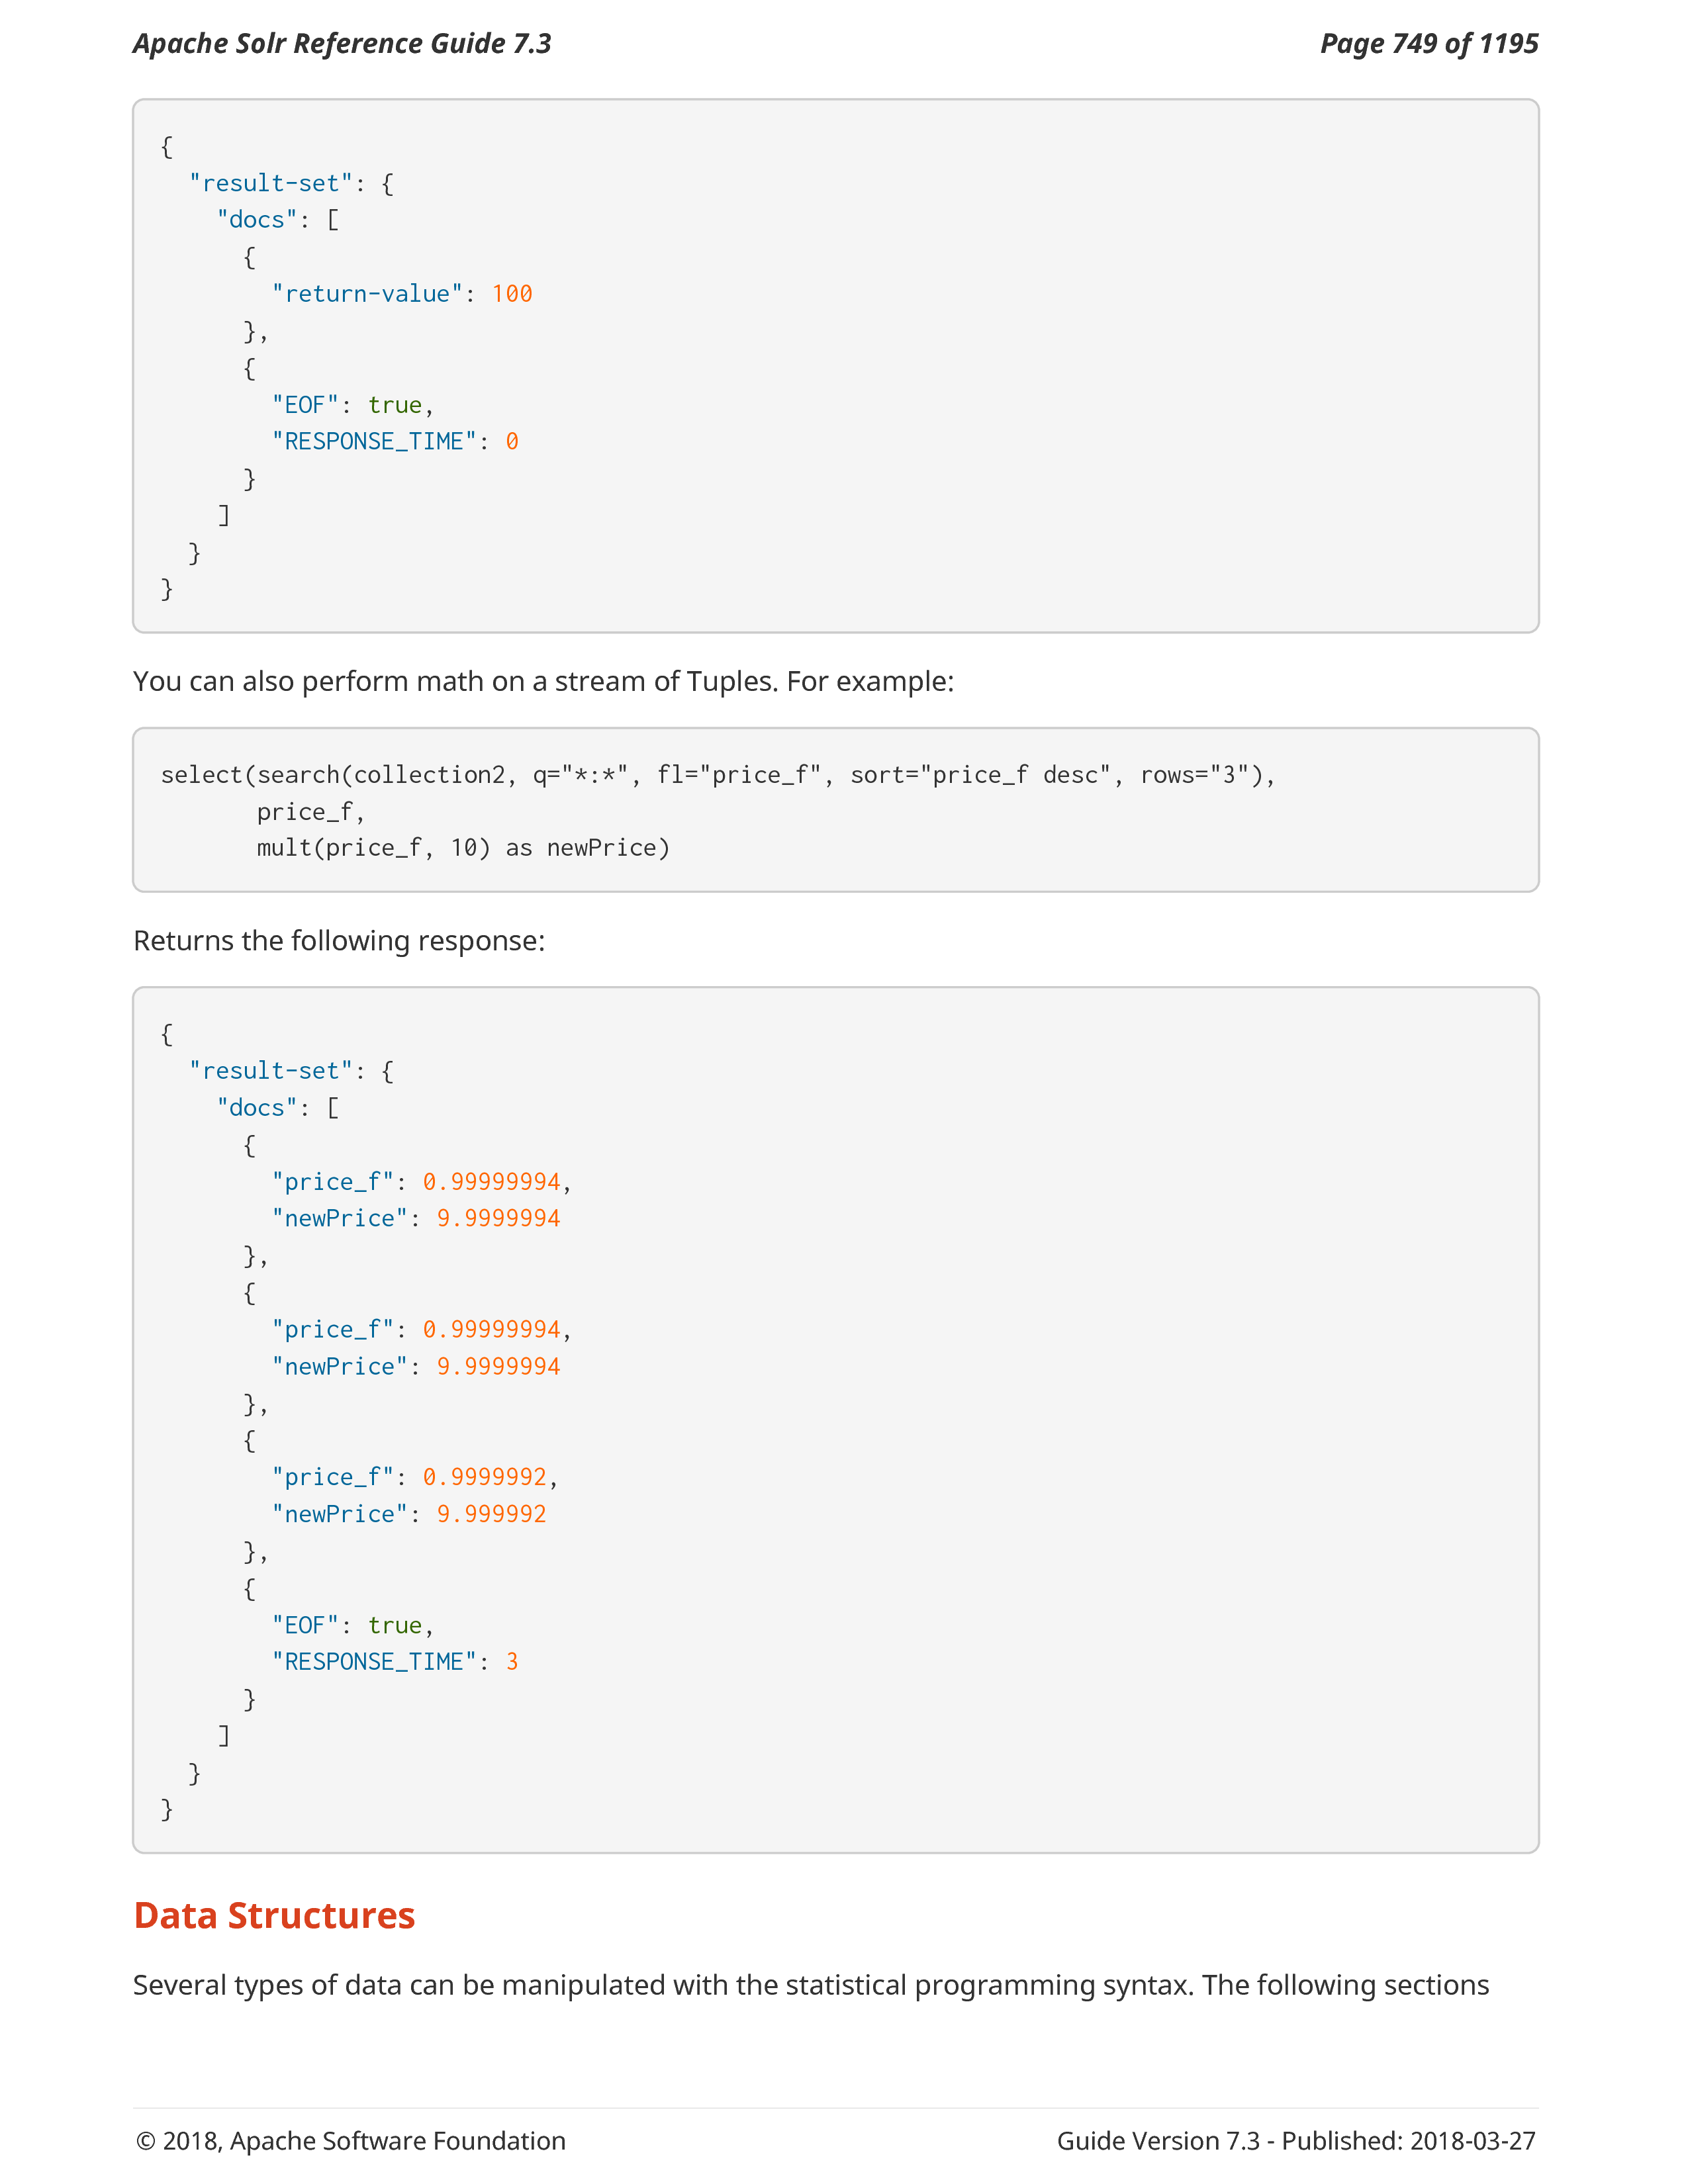 Apache Solr Reference Guide 7.3
Page 749 of 1195
{
  "result-set": {
    "docs": [
      {
        "return-value": 100
      },
      {
        "EOF": true,
        "RESPONSE_TIME": 0
      }
    ]
  }
}
You can also perform math on a stream of Tuples. For example:
select(search(collection2, q="*:*", fl="price_f", sort="price_f desc", rows="3"),
       price_f,
       mult(price_f, 10) as newPrice)
Returns the following response:
{
  "result-set": {
    "docs": [
      {
        "price_f": 0.99999994,
        "newPrice": 9.9999994
      },
      {
        "price_f": 0.99999994,
        "newPrice": 9.9999994
      },
      {
        "price_f": 0.9999992,
        "newPrice": 9.999992
      },
      {
        "EOF": true,
        "RESPONSE_TIME": 3
      }
    ]
  }
}
Data Structures
Several types of data can be manipulated with the statistical programming syntax. The following sections
© 2018, Apache Software Foundation
Guide Version 7.3 - Published: 2018-03-27